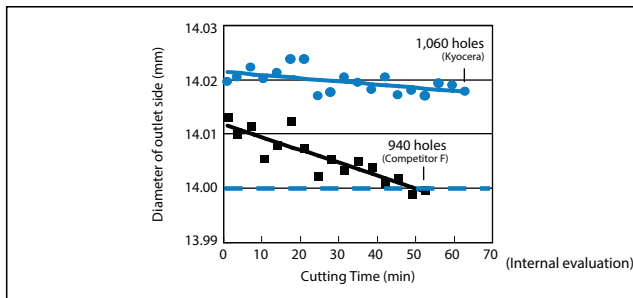 14.03
14.02
14.01
14.00
13.99
Diameter of outlet side (mm)
1,060 holes
(Kyocera)
940 holes
(Competitor F)
0 10 20 30 40 50 60 70
Cutting Time (min)
(Internal evaluation)